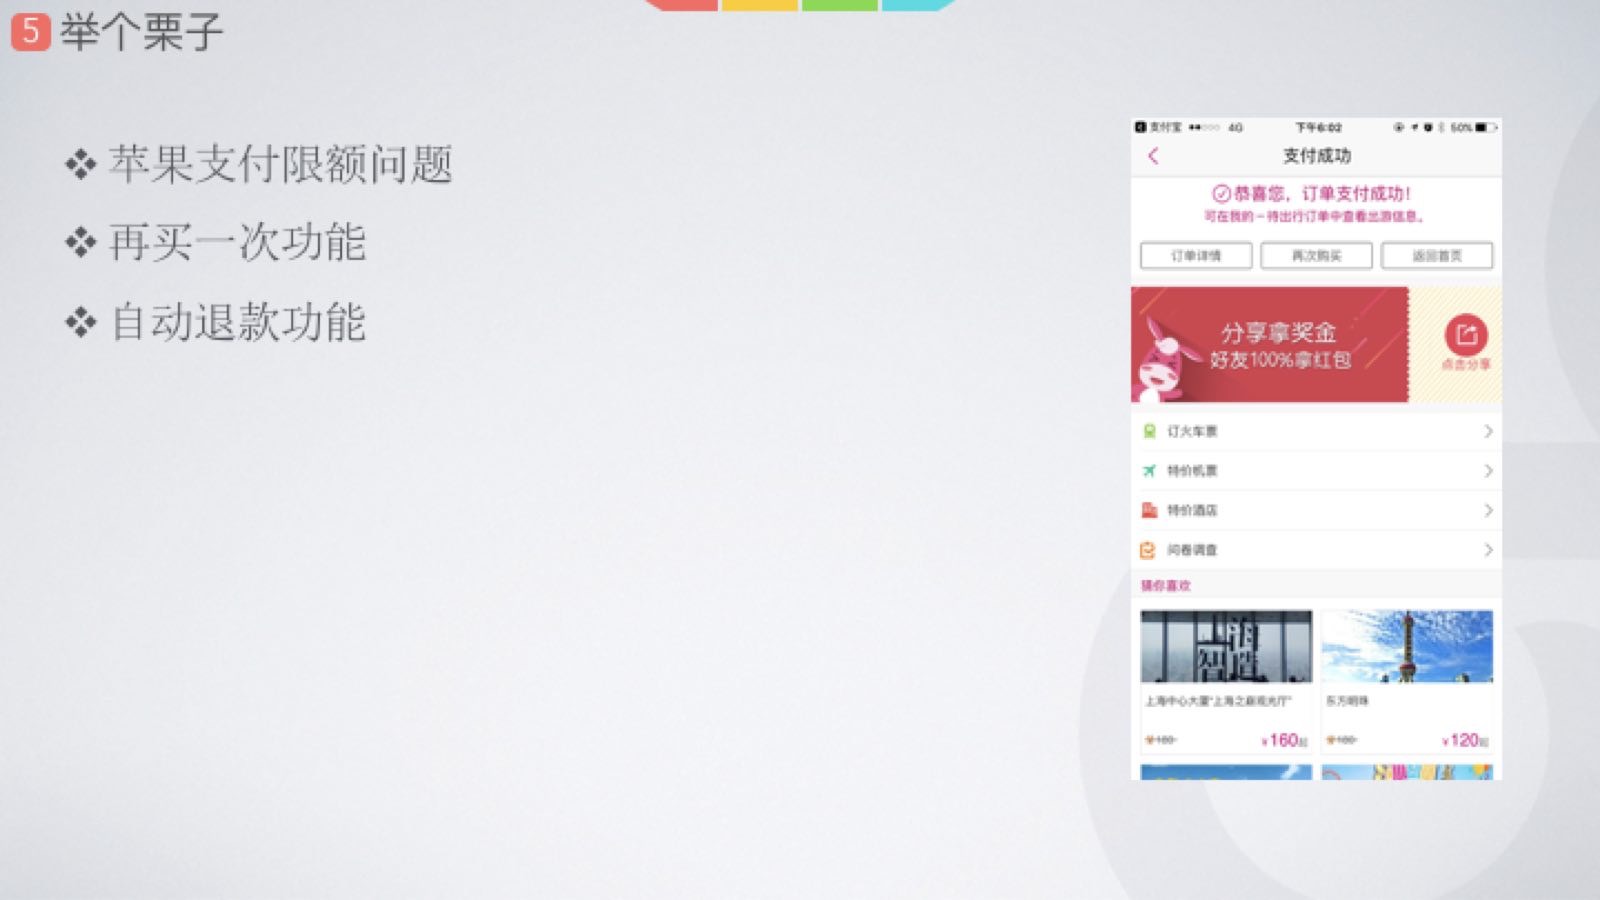 5 举个栗子
苹果支付限额问题
再买一次功能
自动退款功能
支付宝 4G 下午6:02 50%
支付成功
恭喜您，订单支付成功！
可在我的－待出行订单中查看出游信息。
订单详情 再次购买 返回首页
分享拿奖金
好友100%拿红包
点击分享
订火车票
特价机票
特价酒店
问卷调查
猜你喜欢
上海中心大厦“上海之巅观光厅”
东方明珠
¥160起
¥120起